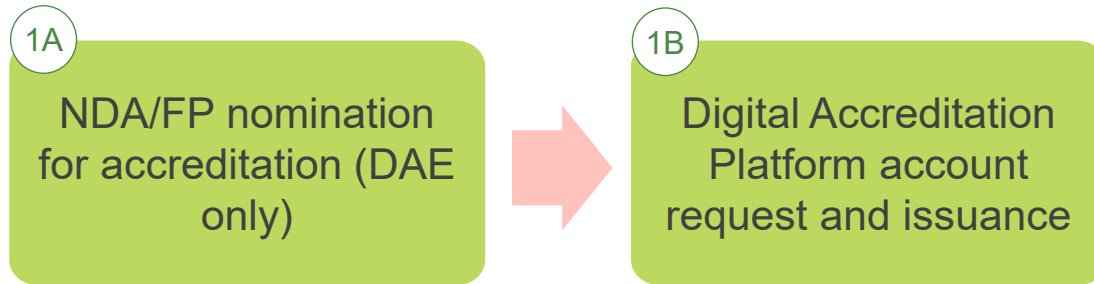 1A
NDA/FP nomination
for accreditation (DAE
only)
1B
Digital Accreditation
Platform account
request and issuance